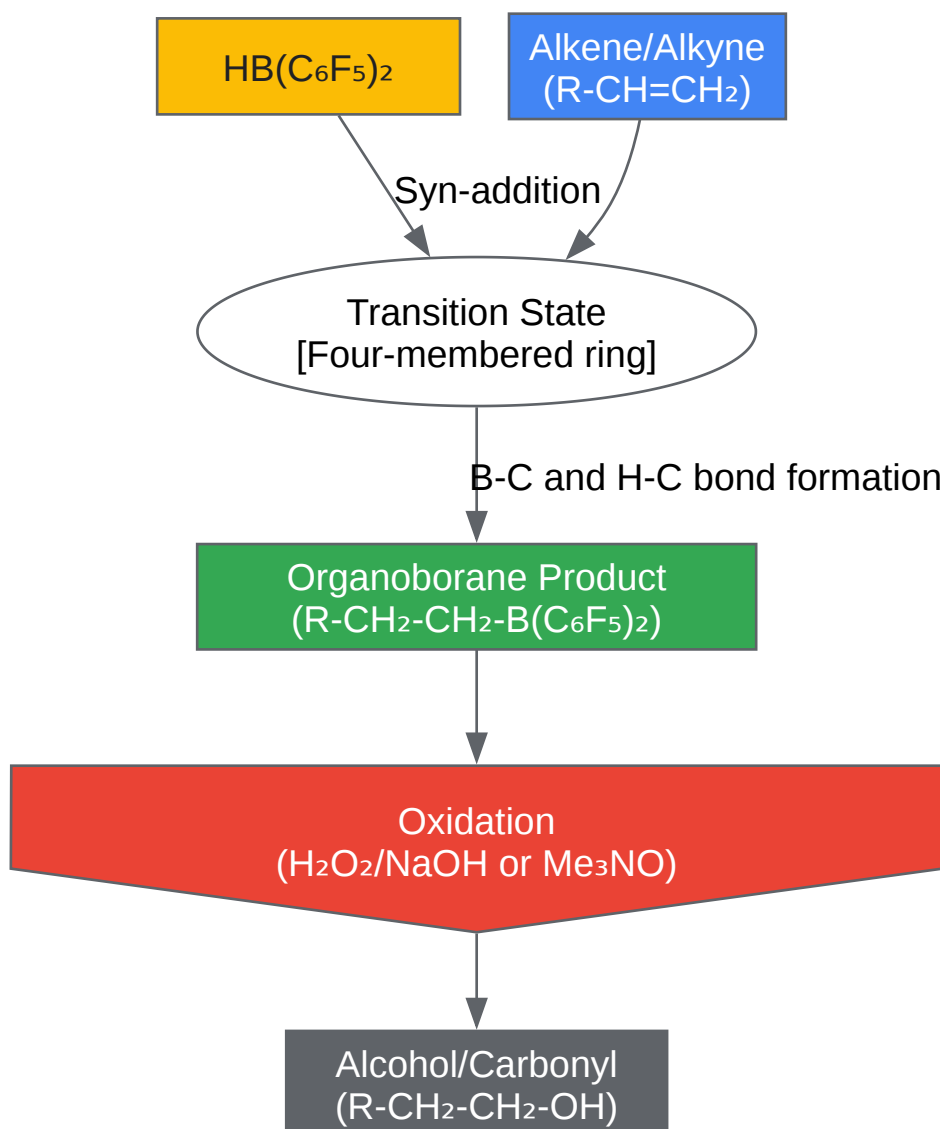 HB(C₆F₅)₂
Alkene/Alkyne
(R-CH=CH₂)
Syn-addition
Transition State
[Four-membered ring]
B-C and H-C bond formation
Organoborane Product
(R-CH₂-CH₂-B(C₆F₅)₂)
Oxidation
(H₂O₂/NaOH or Me₃NO)
Alcohol/Carbonyl
(R-CH₂-CH₂-OH)